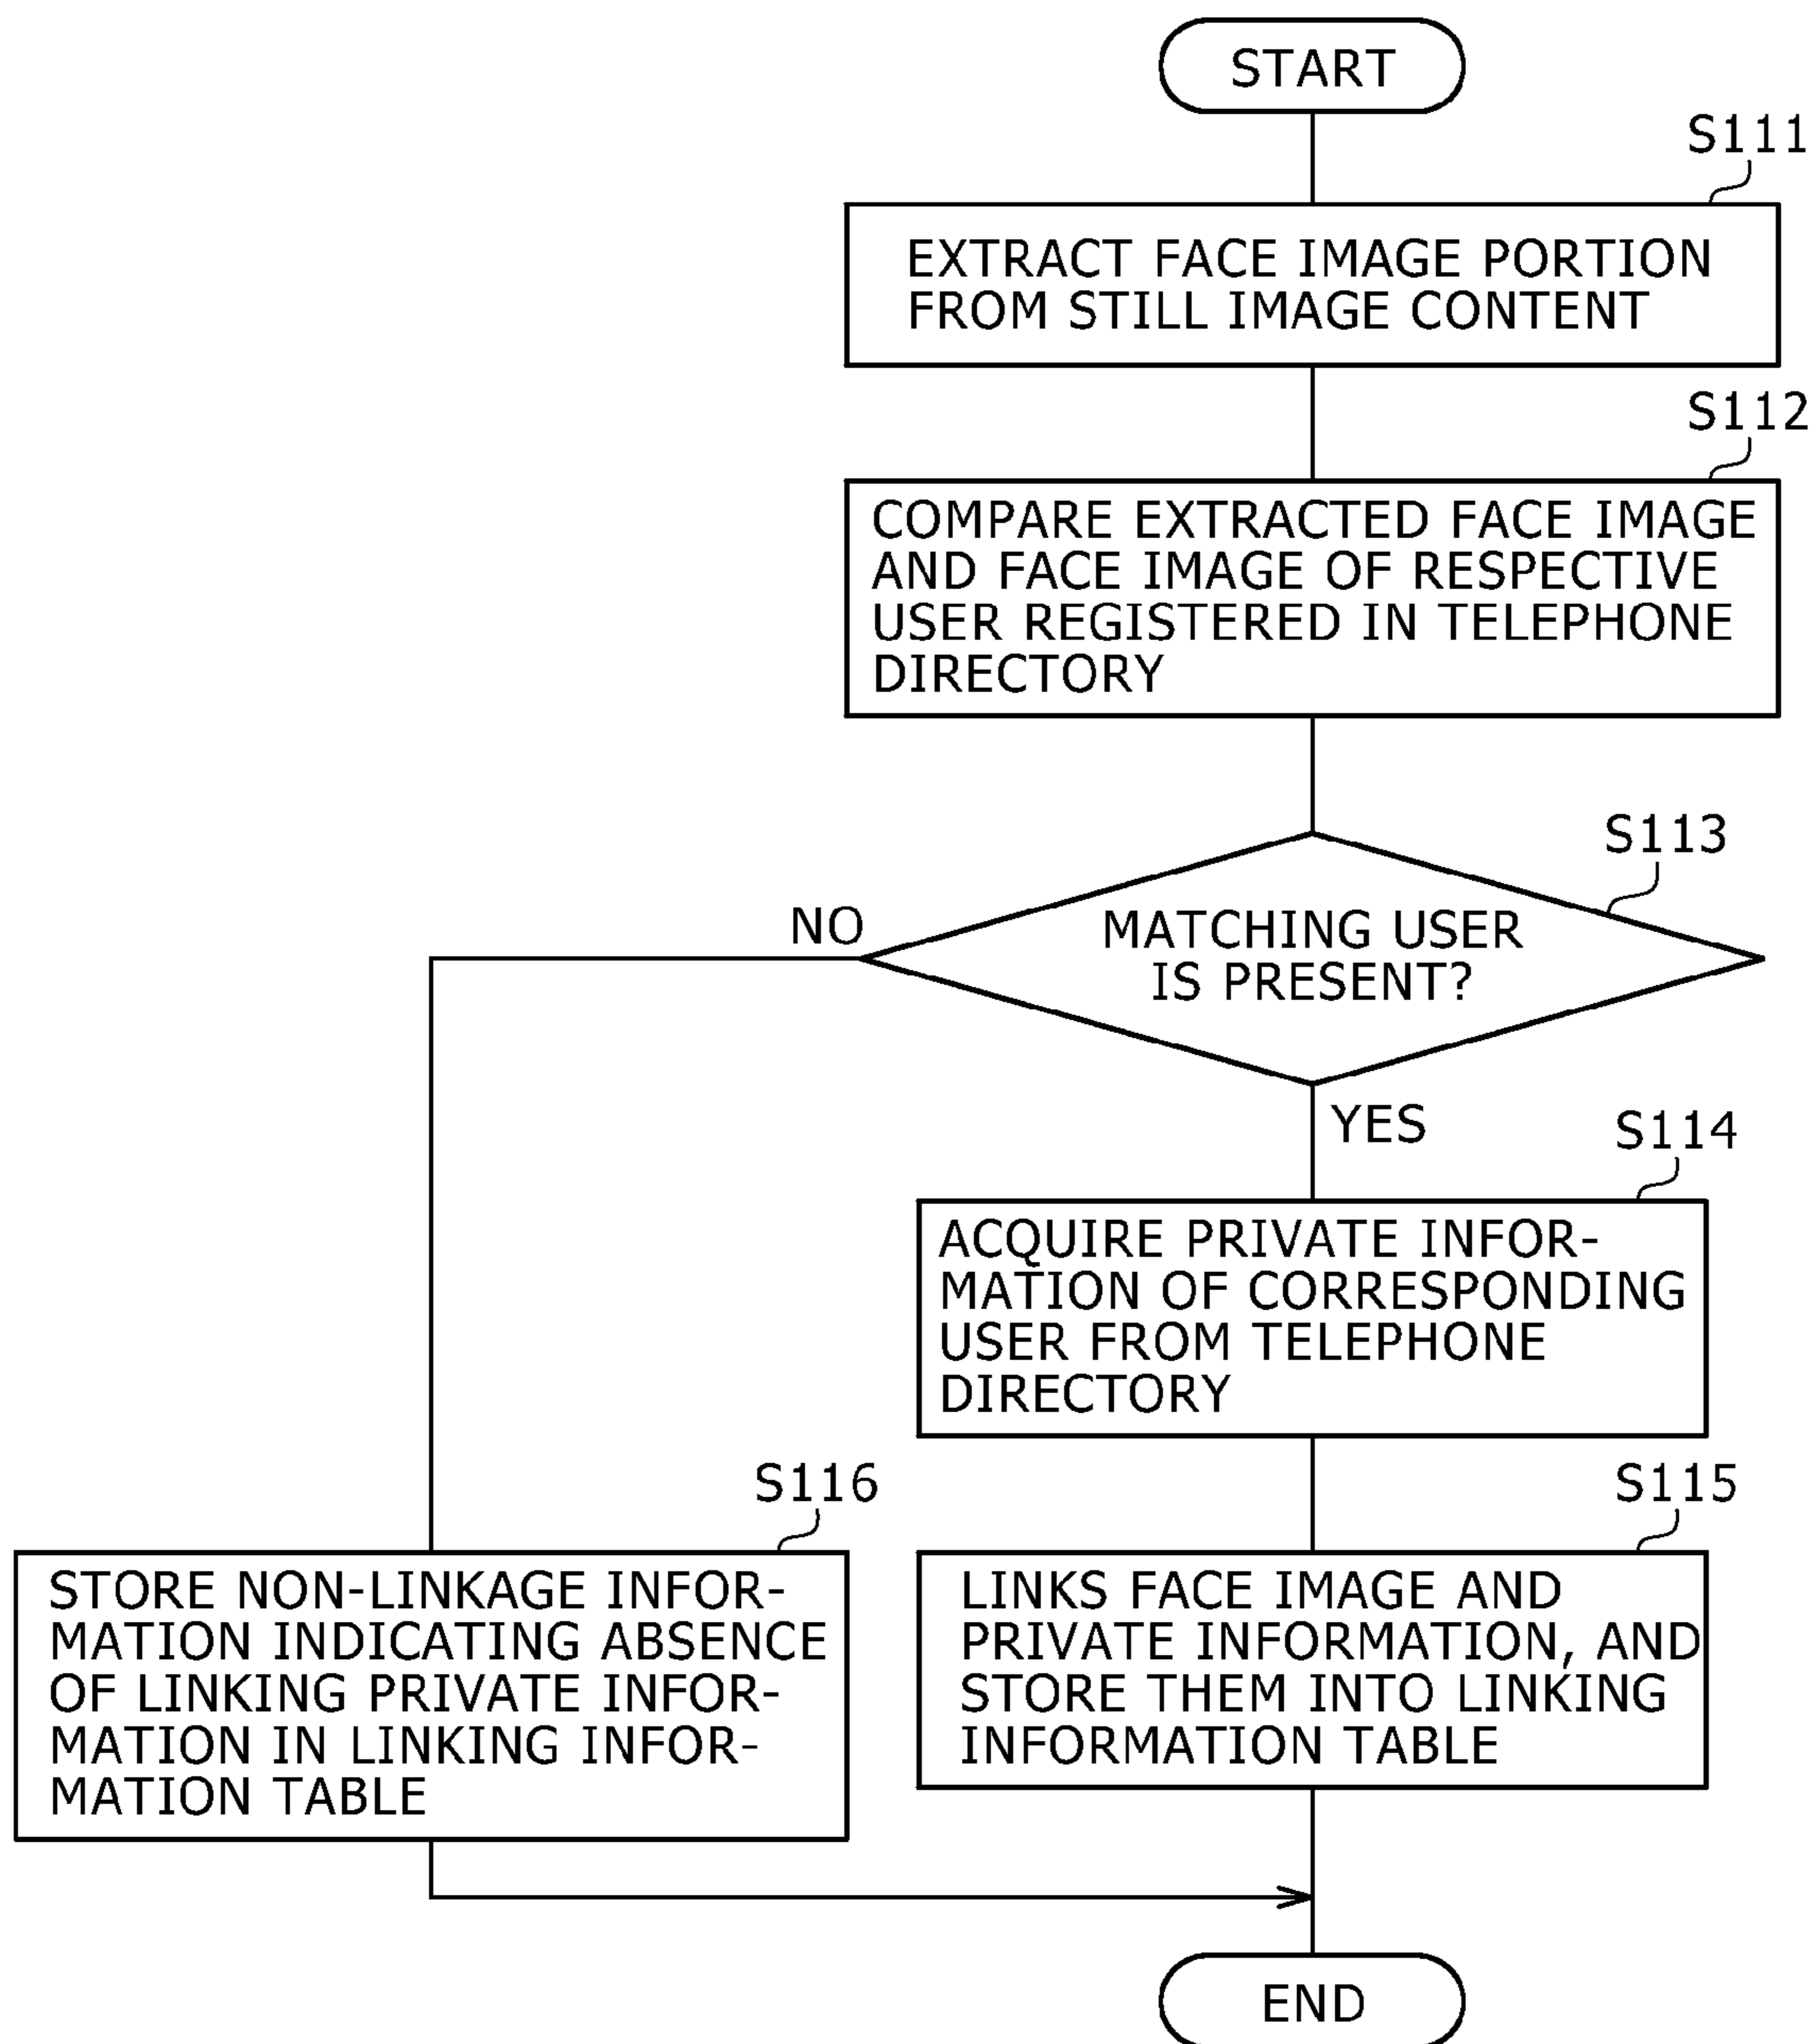 START
S111
EXTRACT FACE IMAGE PORTION
FROM STILL IMAGE CONTENT
S112
COMPARE EXTRACTED FACE IMAGE
AND FACE IMAGE OF RESPECTIVE
USER REGISTERED IN TELEPHONE
DIRECTORY
S113
MATCHING USER
IS PRESENT?
NO
YES
S114
ACQUIRE PRIVATE INFOR-
MATION OF CORRESPONDING
USER FROM TELEPHONE
DIRECTORY
S116
STORE NON-LINKAGE INFOR-
MATION INDICATING ABSENCE
OF LINKING PRIVATE INFOR-
MATION IN LINKING INFOR-
MATION TABLE
S115
LINKS FACE IMAGE AND
PRIVATE INFORMATION, AND
STORE THEM INTO LINKING
INFORMATION TABLE
END